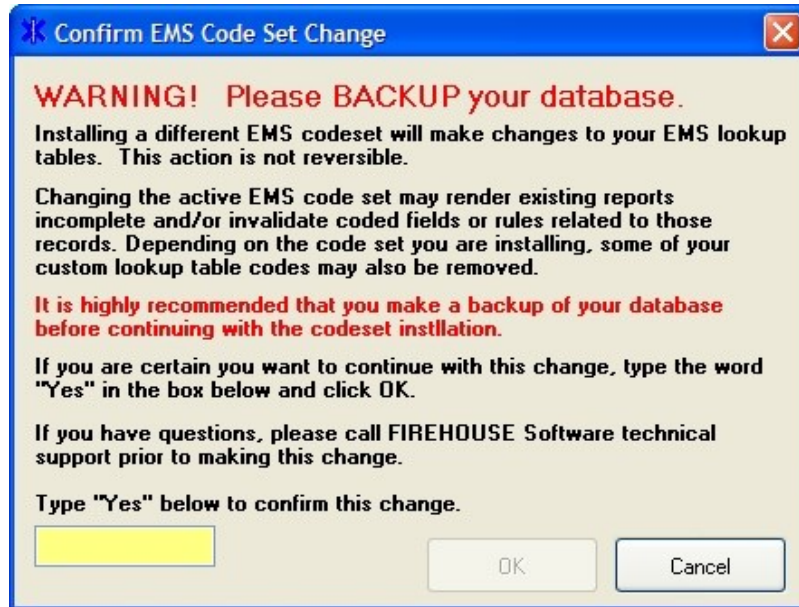 Confirm EMS Code Set Change
WARNING!  Please BACKUP your database.
Installing a different EMS codeset will make changes to your EMS lookup
tables.  This action is not reversible.
Changing the active EMS code set may render existing reports
incomplete and/or invalidate coded fields or rules related to those
records. Depending on the code set you are installing, some of your
custom lookup table codes may also be removed.
It is highly recommended that you make a backup of your database
before continuing with the codeset instllation.
If you are certain you want to continue with this change, type the word
"Yes" in the box below and click OK.
If you have questions, please call FIREHOUSE Software technical
support prior to making this change.
Type "Yes" below to confirm this change.
OK Cancel